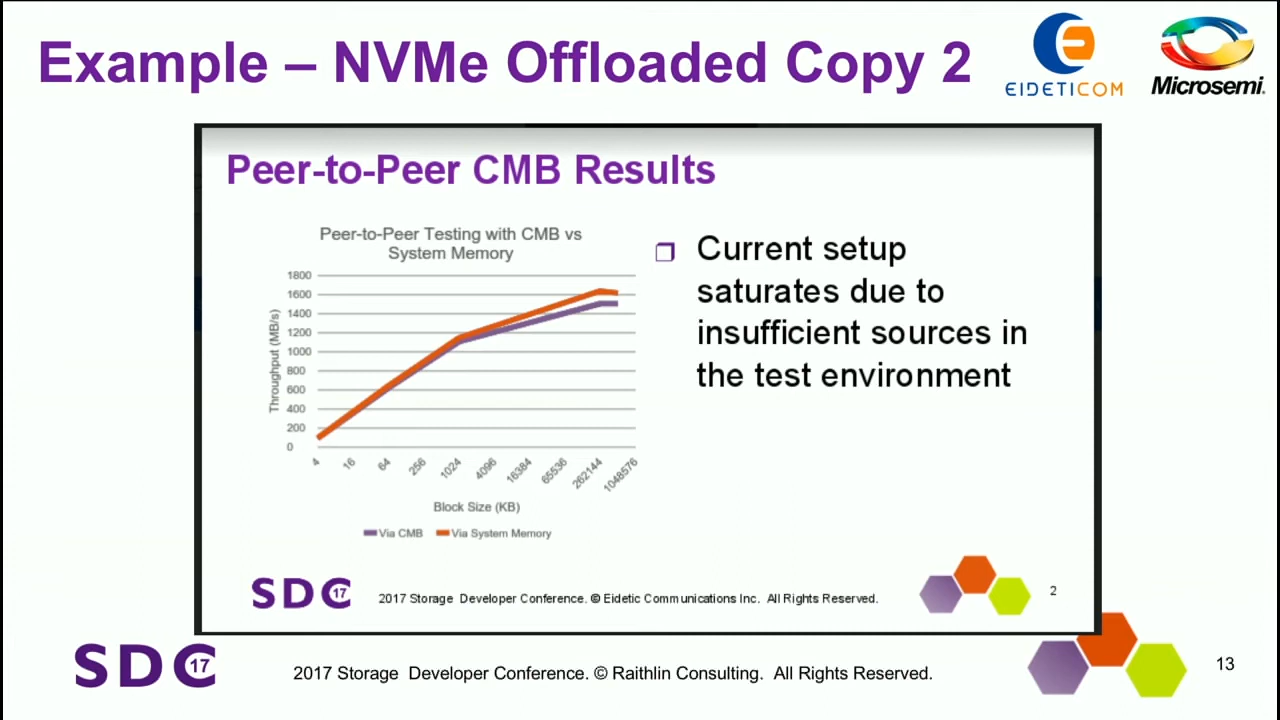 Example – NVMe Offloaded Copy 2
EIDETICOM
Microsemi.
Peer-to-Peer CMB Results
Peer-to-Peer Testing with CMB vs
System Memory
Throughput (MB/s)
1800
1600
1400
1200
1000
800
600
400
200
0
4 16 64 256 1024 4096 16384 65536 262144 1048576
Block Size (KB)
Via CMB Via System Memory
❒ Current setup
saturates due to
insufficient sources in
the test environment
SDC 17
2017 Storage Developer Conference. © Eidetic Communications Inc. All Rights Reserved.
2
SDC 17
2017 Storage Developer Conference. © Raithlin Consulting. All Rights Reserved.
13